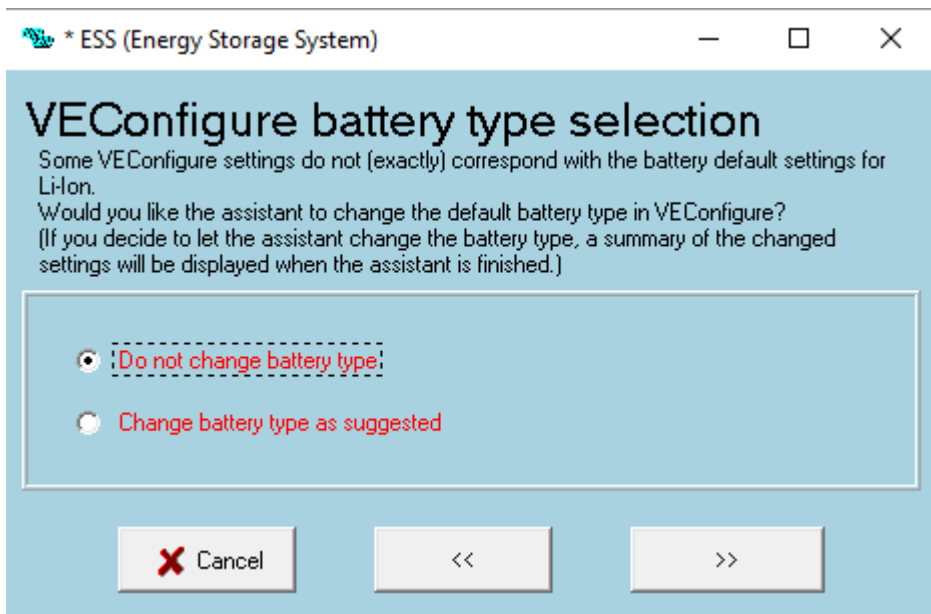 * ESS (Energy Storage System)
VEConfigure battery type selection
Some VEConfigure settings do not (exactly) correspond with the battery default settings for
Li-Ion.
Would you like the assistant to change the default battery type in VEConfigure?
(If you decide to let the assistant change the battery type, a summary of the changed
settings will be displayed when the assistant is finished.)
Do not change battery type
Change battery type as suggested
Cancel
<<
>>